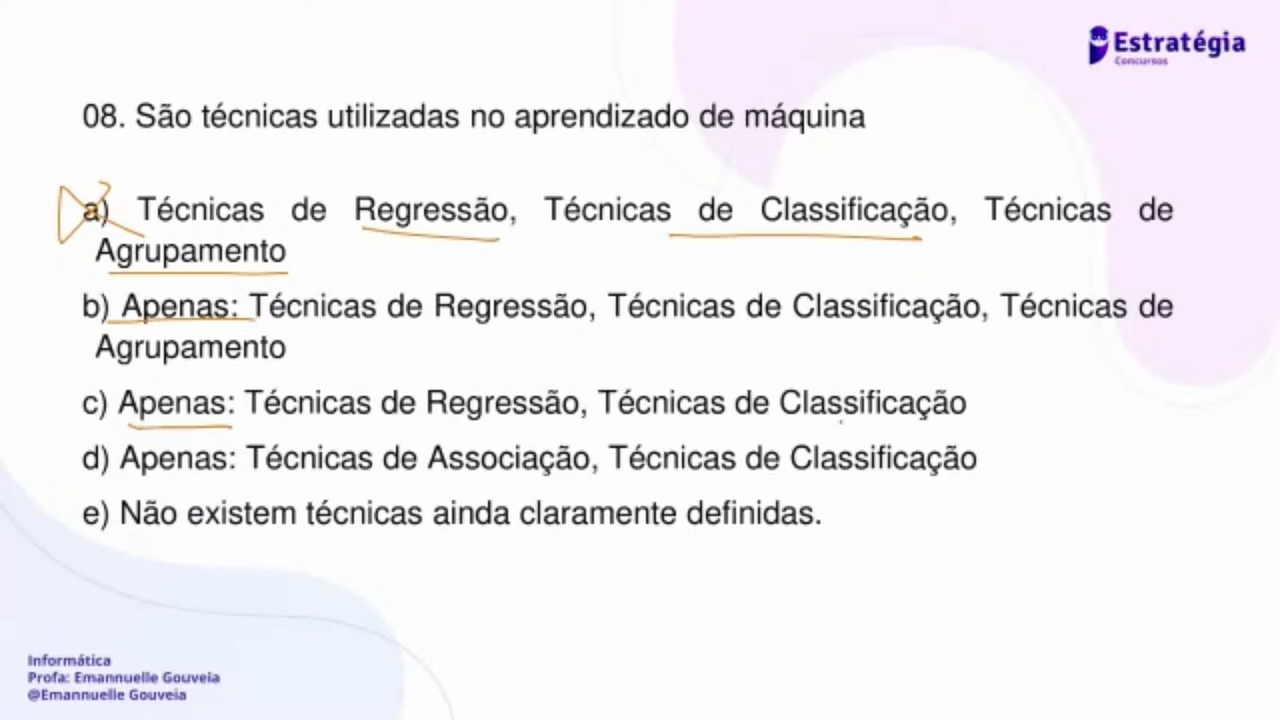 Estratégia
Concursos
08. São técnicas utilizadas no aprendizado de máquina
a) Técnicas de Regressão, Técnicas de Classificação, Técnicas de
Agrupamento
b) Apenas: Técnicas de Regressão, Técnicas de Classificação, Técnicas de
Agrupamento
c) Apenas: Técnicas de Regressão, Técnicas de Classificação
d) Apenas: Técnicas de Associação, Técnicas de Classificação
e) Não existem técnicas ainda claramente definidas.
Informática
Profa: Emannuelle Gouveia
@Emannuelle Gouveia